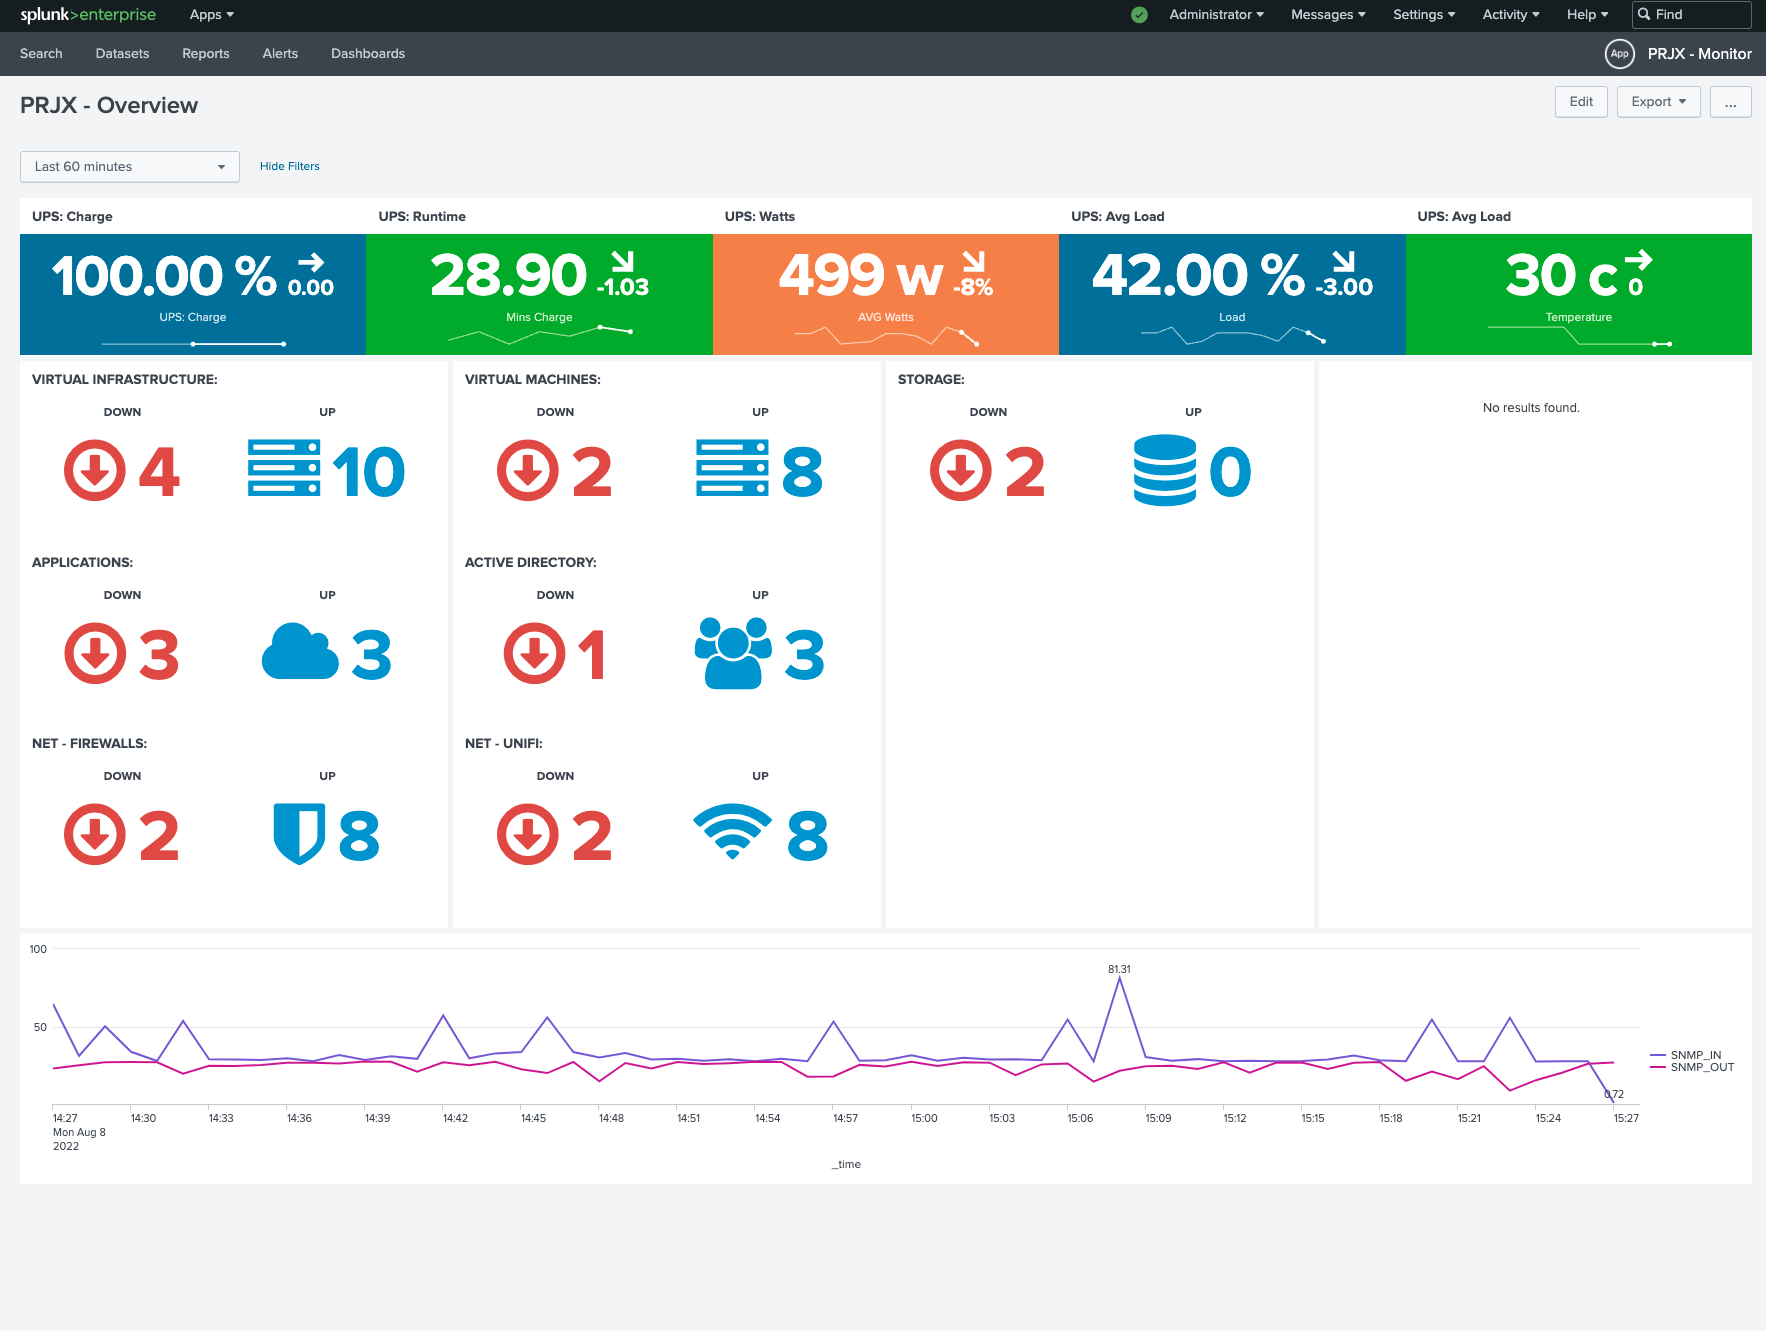 splunk>enterprise Apps Administrator Messages Settings Activity Help Find
Search Datasets Reports Alerts Dashboards App PRJX - Monitor
PRJX - Overview Edit Export ...
Last 60 minutes Hide Filters
UPS: Charge UPS: Runtime UPS: Watts UPS: Avg Load UPS: Avg Load
100.00 % 0.00 28.90 -1.03 499 w -8% 42.00 % -3.00 30 c 0
UPS: Charge Mins Charge AVG Watts Load Temperature
VIRTUAL INFRASTRUCTURE: VIRTUAL MACHINES: STORAGE:
DOWN UP DOWN UP DOWN UP No results found.
4 10 2 8 2 0
APPLICATIONS: ACTIVE DIRECTORY:
DOWN UP DOWN UP
3 3 1 3
NET - FIREWALLS: NET - UNIFI:
DOWN UP DOWN UP
2 8 2 8
100
81.31
50
SNMP_IN
SNMP_OUT
0.72
14:27 14:30 14:33 14:36 14:39 14:42 14:45 14:48 14:51 14:54 14:57 15:00 15:03 15:06 15:09 15:12 15:15 15:18 15:21 15:24 15:27
Mon Aug 8
2022
_time